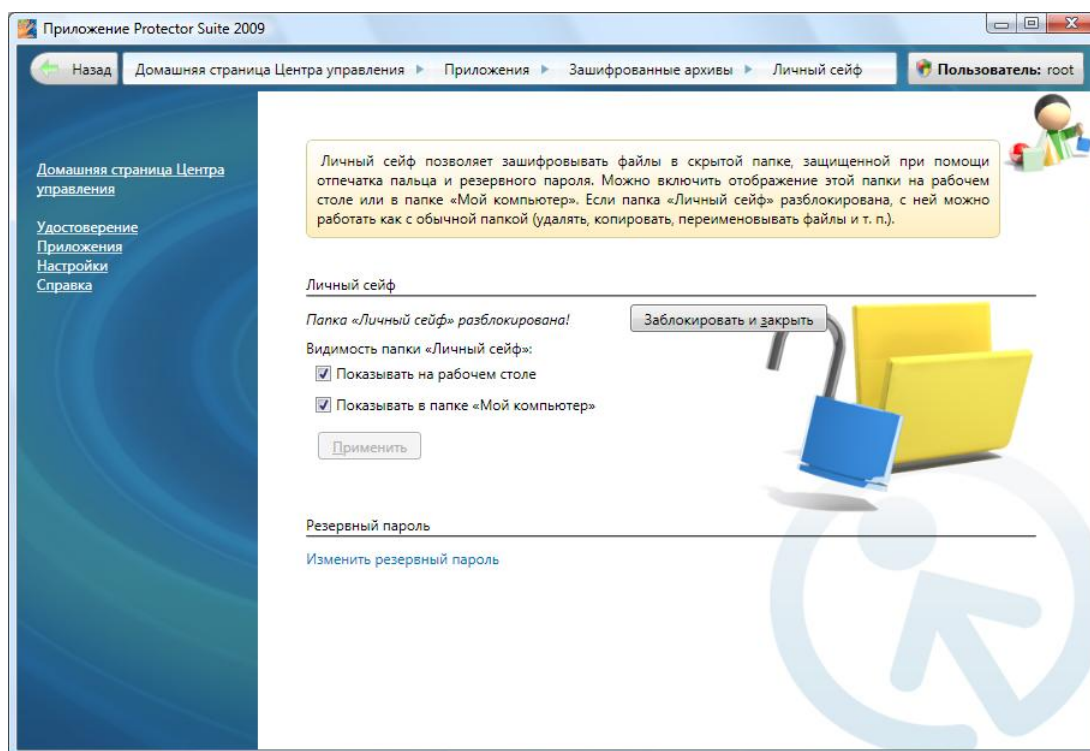 Приложение Protector Suite 2009
Назад
Домашняя страница Центра управления
Приложения
Зашифрованные архивы
Личный сейф
Пользователь: root
Домашняя страница Центра
управления
Удостоверение
Приложения
Настройки
Справка
Личный сейф позволяет зашифровывать файлы в скрытой папке, защищенной при помощи
отпечатка пальца и резервного пароля. Можно включить отображение этой папки на рабочем
столе или в папке «Мой компьютер». Если папка «Личный сейф» разблокирована, с ней можно
работать как с обычной папкой (удалять, копировать, переименовывать файлы и т. п.).
Личный сейф
Папка «Личный сейф» разблокирована!
Заблокировать и закрыть
Видимость папки «Личный сейф»:
Показывать на рабочем столе
Показывать в папке «Мой компьютер»
Применить
Резервный пароль
Изменить резервный пароль